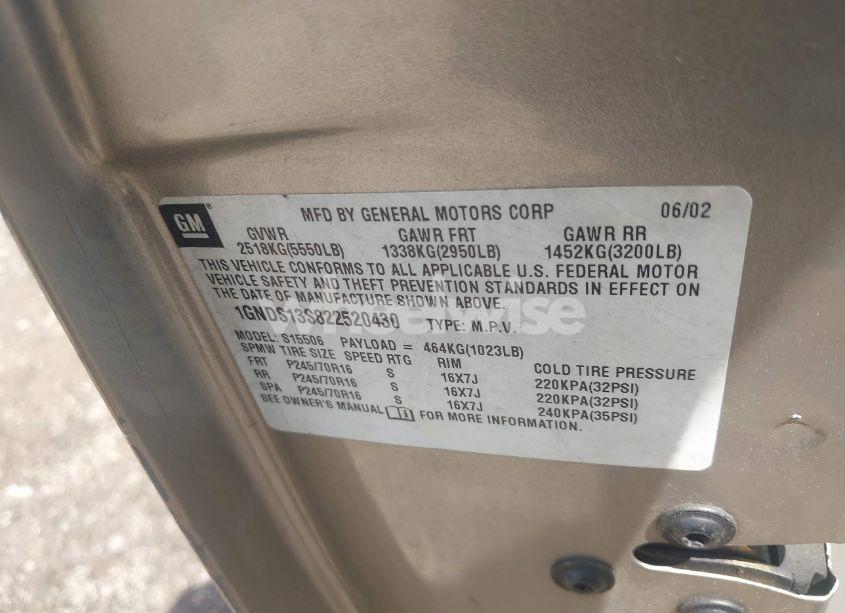 GM
MFD BY GENERAL MOTORS CORP 06/02
GVWR GAWR FRT GAWR RR
2518KG(5550LB) 1338KG(2950LB) 1452KG(3200LB)
THIS VEHICLE CONFORMS TO ALL APPLICABLE U.S. FEDERAL MOTOR
VEHICLE SAFETY AND THEFT PREVENTION STANDARDS IN EFFECT ON
THE DATE OF MANUFACTURE SHOWN ABOVE.
1GNDS13S822520430 TYPE: M.P.V.
MODEL: S15506 PAYLOAD = 464KG(1023LB)
SPMW TIRE SIZE SPEED RTG RIM COLD TIRE PRESSURE
FRT P245/70R16 S 16X7J 220KPA(32PSI)
RR P245/70R16 S 16X7J 220KPA(32PSI)
SPA P245/70R16 S 16X7J 240KPA(35PSI)
SEE OWNER'S MANUAL FOR MORE INFORMATION.